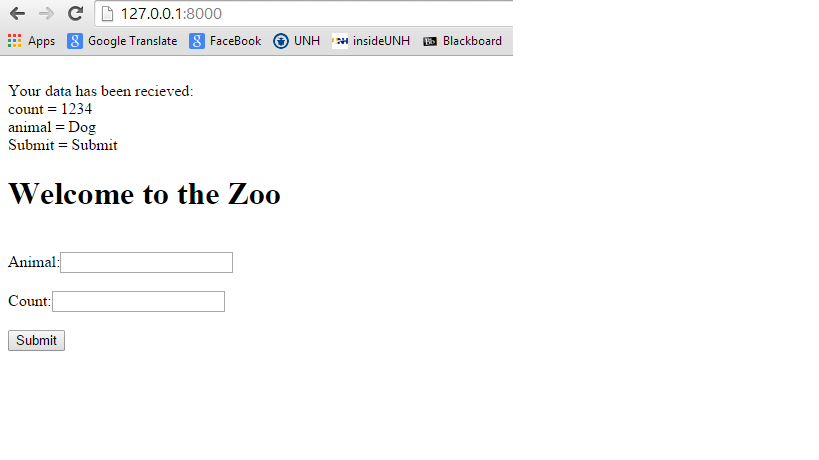 127.0.0.1:8000
Apps Google Translate FaceBook UNH insideUNH Blackboard
Your data has been recieved:
count = 1234
animal = Dog
Submit = Submit
Welcome to the Zoo
Animal:
Count:
Submit